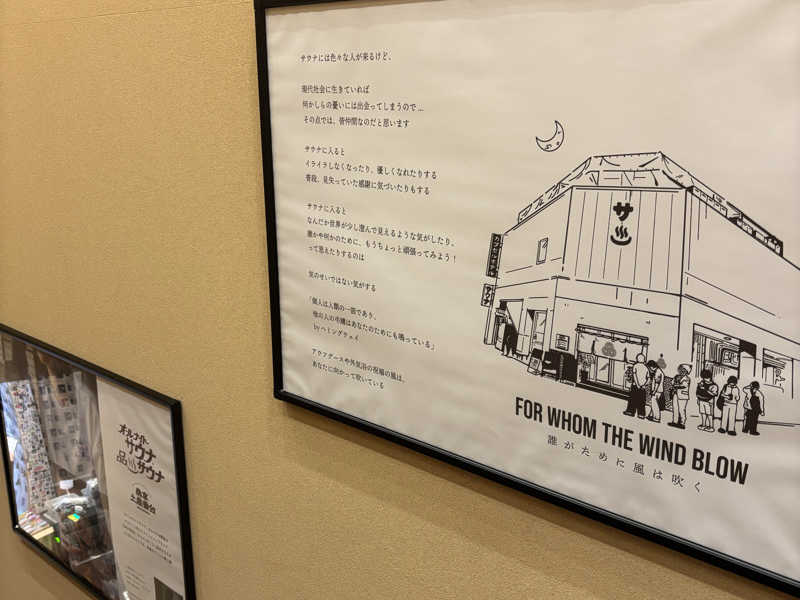 サウナには色々な人が来るけど、
現代社会に生きていれば
何かしらの憂いには出会ってしまうので...
その点では、皆仲間なのだと思います
サウナに入ると
イライラしなくなったり、優しくなれたりする
普段、見失っていた感謝に気づいたりもする
サウナに入ると
なんだか世界が少し澄んで見えるような気がしたり、
誰かや何かのために、もうちょっと頑張ってみよう！
って思えたりするのは
気のせいではない気がする
「個人は人類の一部であり、
他の人の弔鐘はあなたのためにも鳴っている」
byヘミングウェイ
アウフグースや外気浴の祝福の風は、
あなたに向かって吹いている
サ
サウナ
FOR WHOM THE WIND BLOW
誰がために風は吹く
オールナイト
サウナ
品川サウナ